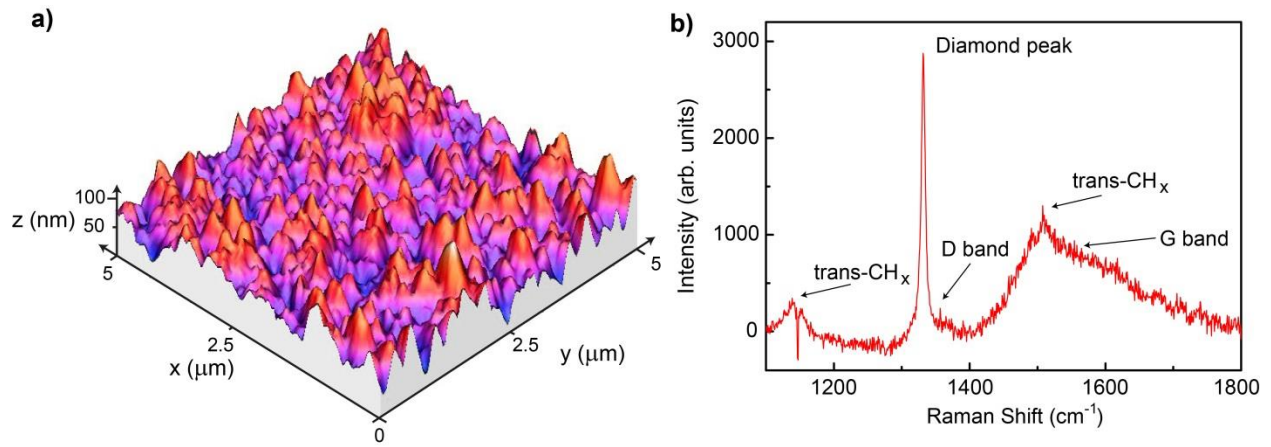 a)
100
50
z (nm)
5
2.5
x (μm)
0
2.5
y (μm)
5
b)
3000
2000
1000
0
Intensity (arb. units)
Diamond peak
trans-CHₓ
D band
trans-CHₓ
G band
1200
1400
1600
1800
Raman Shift (cm⁻¹)